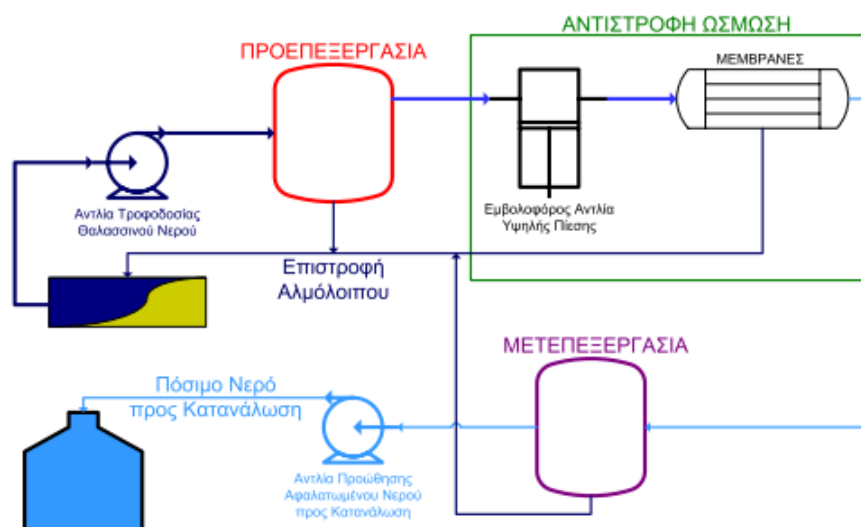 ΑΝΤΙΣΤΡΟΦΗ ΩΣΜΩΣΗ
ΠΡΟΕΠΕΞΕΡΓΑΣΙΑ
ΜΕΜΒΡΑΝΕΣ
Αντλία Τροφοδοσίας
Θαλασσινού Νερού
Εμβολοφόρος Αντλία
Υψηλής Πίεσης
Επιστροφή
Αλμόλοιπου
ΜΕΤΕΠΕΞΕΡΓΑΣΙΑ
Πόσιμο Νερό
προς Κατανάλωση
Αντλία Προώθησης
Αφαλατωμένου Νερού
προς Κατανάλωση